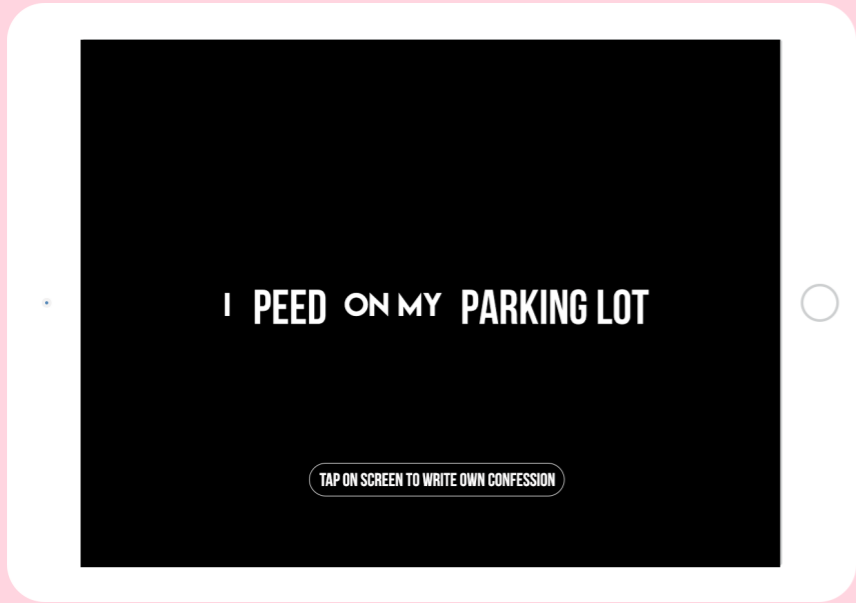 I PEED ON MY PARKING LOT
TAP ON SCREEN TO WRITE OWN CONFESSION